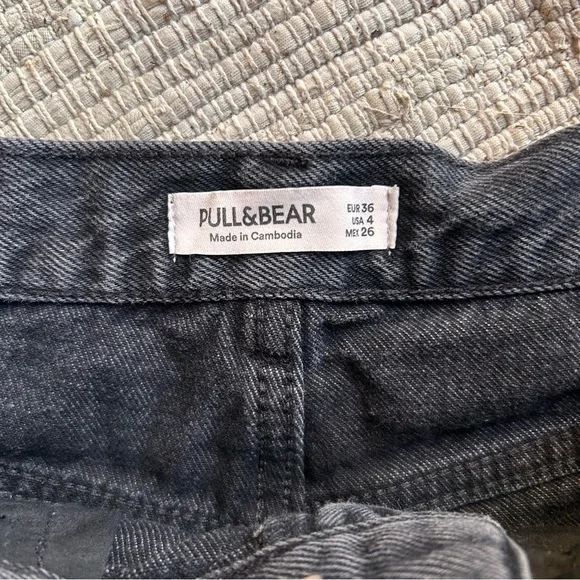 PULL&BEAR
Made in Cambodia
EUR 36
USA 4
MEX 26